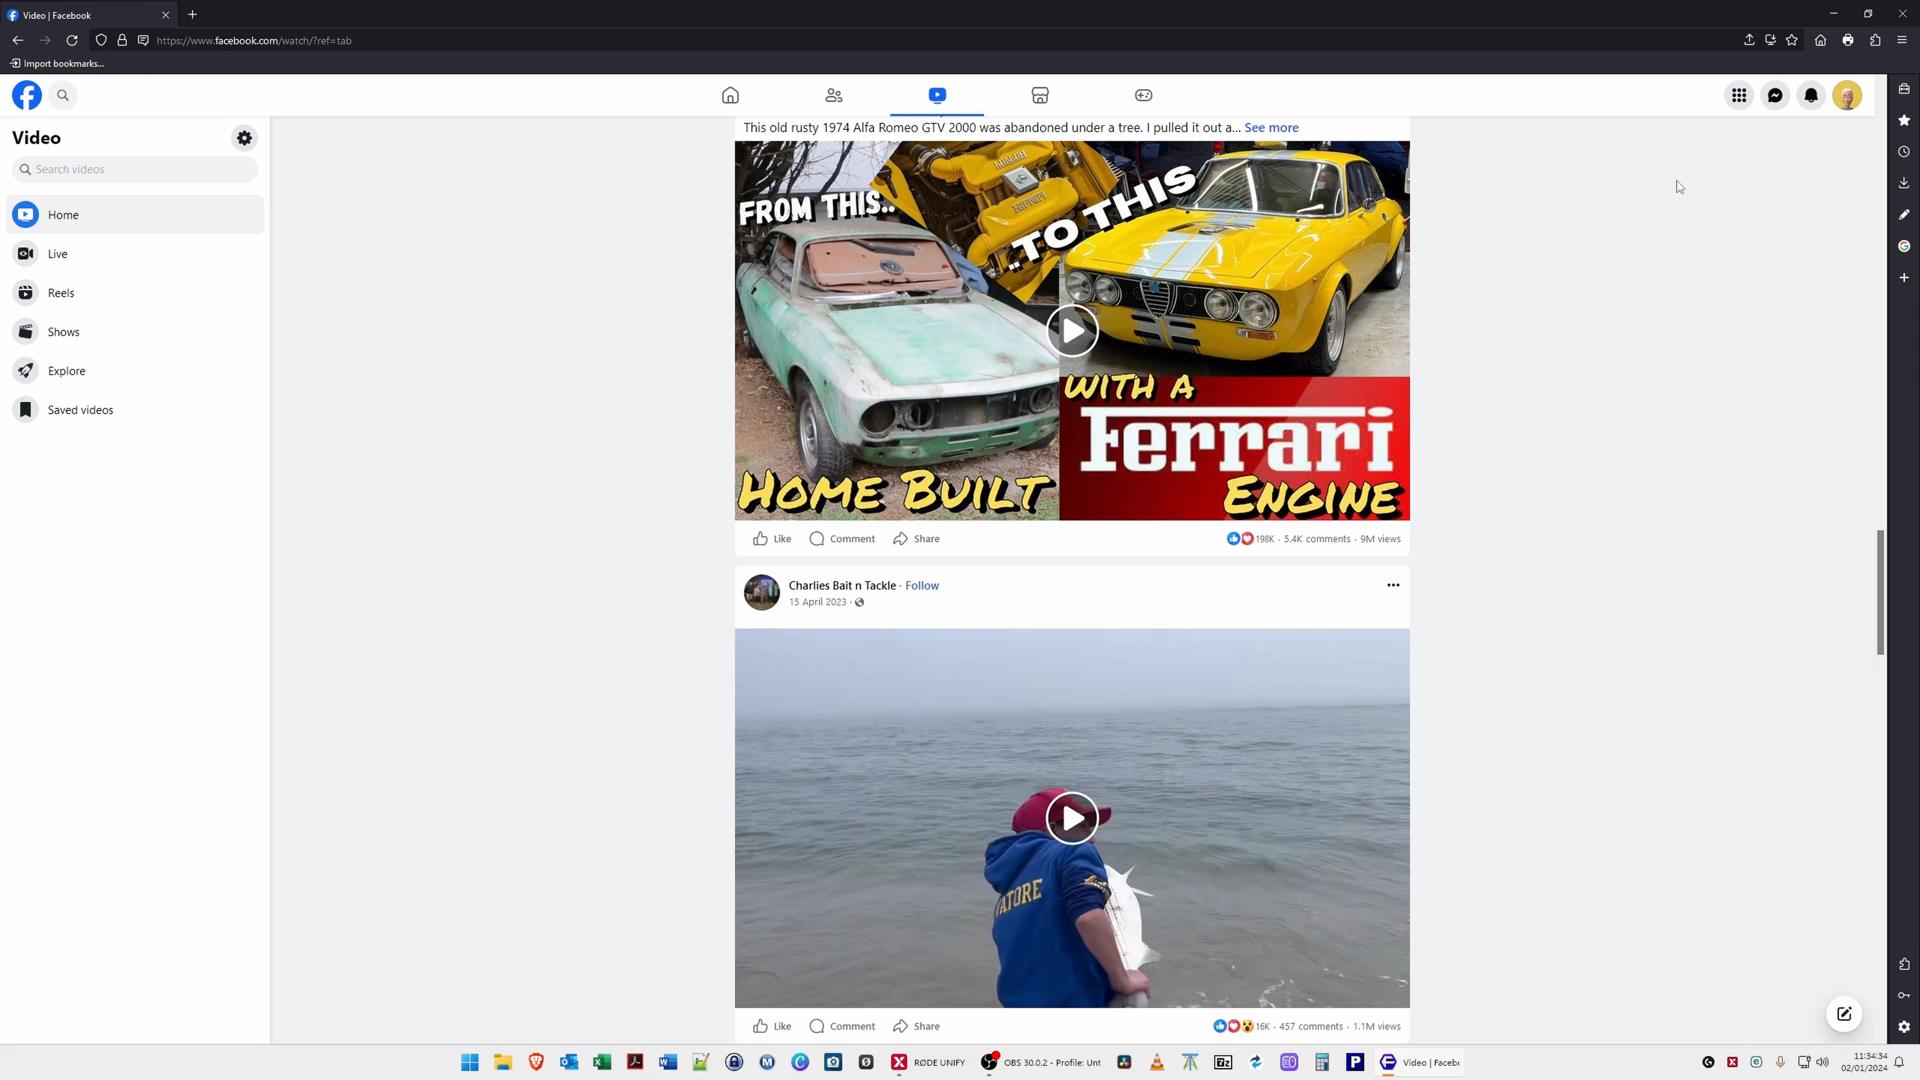 Video | Facebook
https://www.facebook.com/watch/?ref=tab
Import bookmarks...
Video
Search videos
Home
Live
Reels
Shows
Explore
Saved videos
This old rusty 1974 Alfa Romeo GTV 2000 was abandoned under a tree. I pulled it out a... See more
FROM THIS..
..TO THIS
WITH A
Ferrari
HOME BUILT
ENGINE
Like Comment Share 198K · 5.4K comments · 9M views
Charlies Bait n Tackle · Follow
15 April 2023 ·
ATORE
Like Comment Share 16K · 457 comments · 1.1M views
RØDE UNIFY
OBS 30.0.2 - Profile: Unt
Video | Faceb
11:34:34
02/01/2024